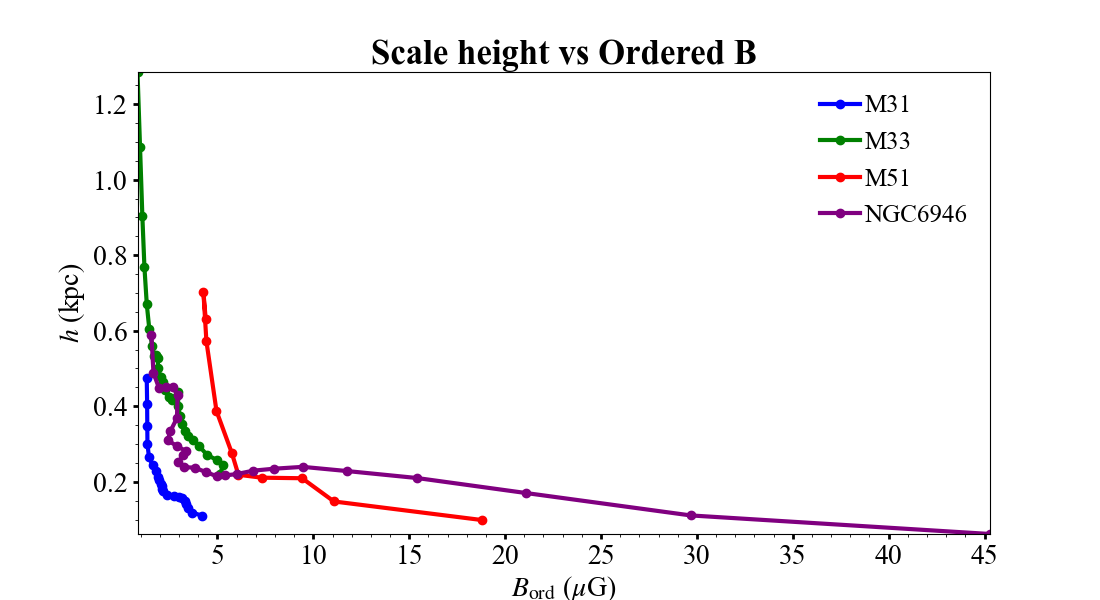 Scale height vs Ordered B
1.2
1.0
0.8
0.6
0.4
0.2
h (kpc)
M31
M33
M51
NGC6946
5 10 15 20 25 30 35 40 45
B_ord (μG)